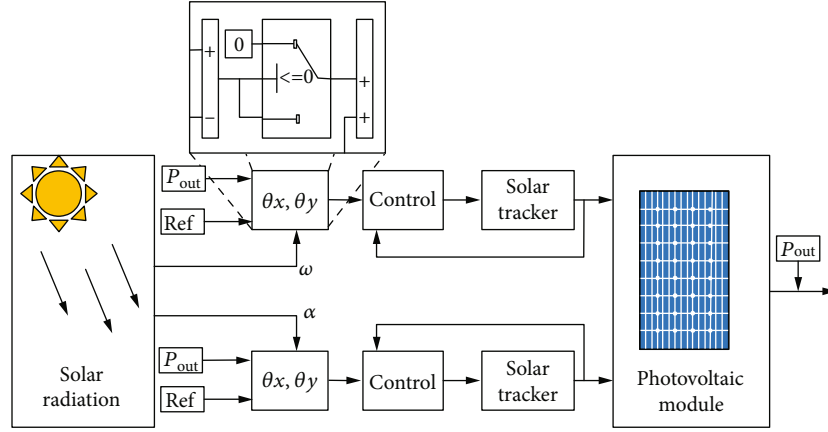 +
−
0
<=0
+
+
Solar
radiation
P_out
Ref
θx, θy
Control
Solar
tracker
ω
α
P_out
Ref
θx, θy
Control
Solar
tracker
Photovoltaic
module
P_out